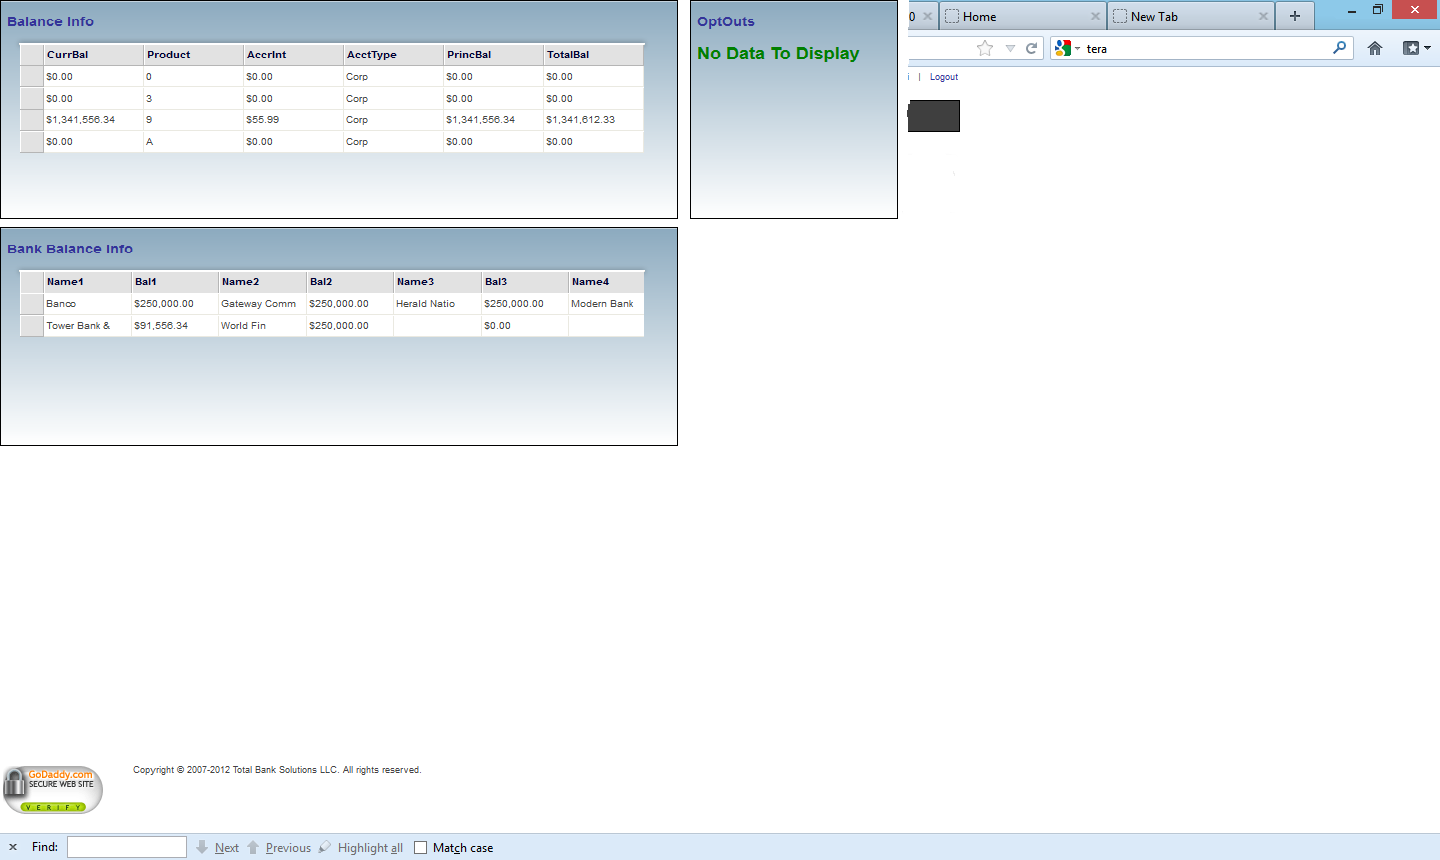 Balance Info
CurrBal Product AccrInt AcctType PrincBal TotalBal
$0.00 0 $0.00 Corp $0.00 $0.00
$0.00 3 $0.00 Corp $0.00 $0.00
$1,341,556.34 9 $55.99 Corp $1,341,556.34 $1,341,612.33
$0.00 A $0.00 Corp $0.00 $0.00
OptOuts
No Data To Display
0 Home New Tab
tera
| Logout
Bank Balance Info
Name1 Bal1 Name2 Bal2 Name3 Bal3 Name4
Banco $250,000.00 Gateway Comm $250,000.00 Herald Natio $250,000.00 Modern Bank
Tower Bank & $91,556.34 World Fin $250,000.00 $0.00
GoDaddy.com
SECURE WEB SITE
VERIFY
Copyright © 2007-2012 Total Bank Solutions LLC. All rights reserved.
Find: Next Previous Highlight all Match case